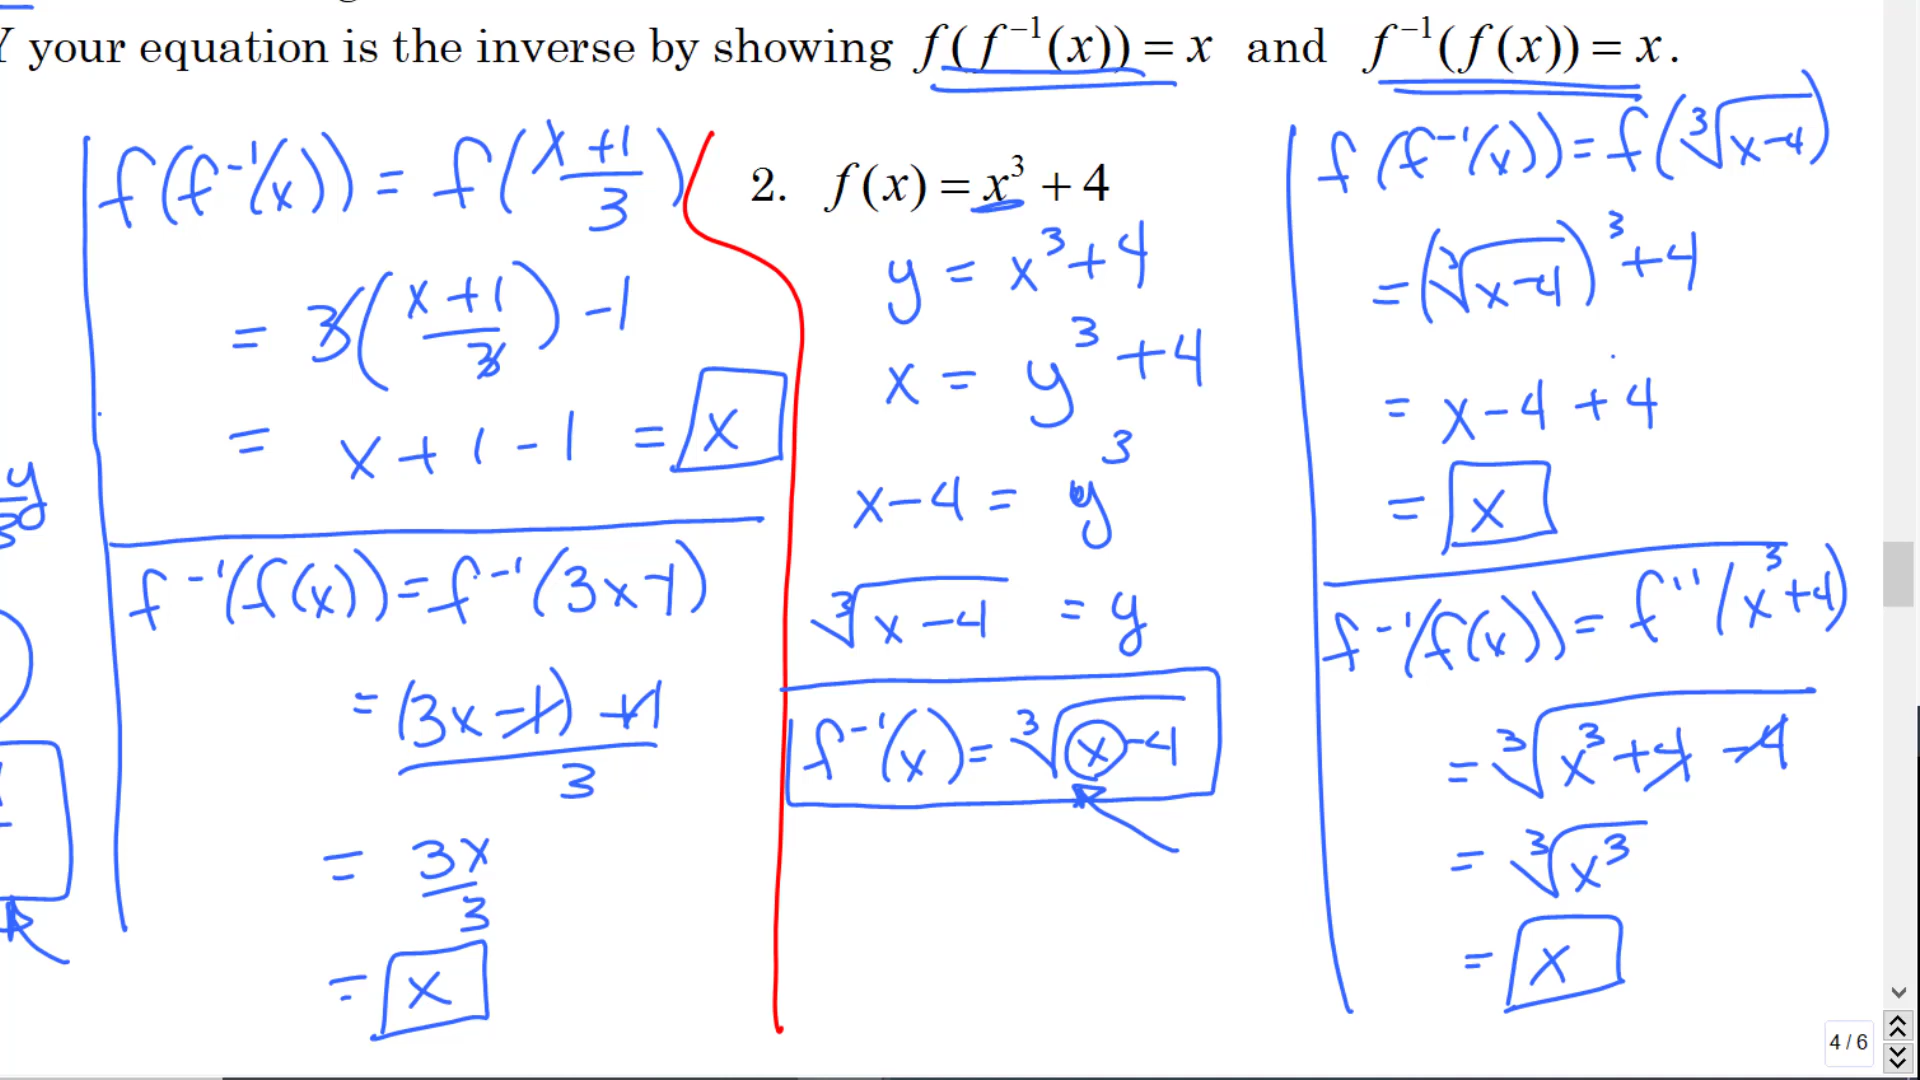 Y your equation is the inverse by showing f(f⁻¹(x)) = x and f⁻¹(f(x)) = x.
f(f⁻¹(x)) = f(x+1/3)
= 3(x+1/3) - 1
= x + 1 - 1 = x
f⁻¹(f(x)) = f⁻¹(3x-1)
= (3x-1)+1/3
= 3x/3
= x
2. f(x) = x³ + 4
y = x³ + 4
x = y³ + 4
x - 4 = y³
∛(x-4) = y
f⁻¹(x) = ∛(x-4)
f(f⁻¹(x)) = f(∛(x-4))
= (∛(x-4))³ + 4
= x - 4 + 4
= x
f⁻¹(f(x)) = f⁻¹(x³+4)
= ∛(x³+4-4)
= ∛(x³)
= x
y
3
4 / 6